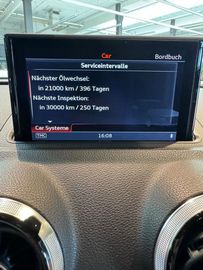 Car
Bordbuch
Serviceintervalle
Nächster Ölwechsel:
in 21000 km / 396 Tagen
Nächste Inspektion:
in 30000 km / 250 Tagen
Car Systeme
TMC
16:08